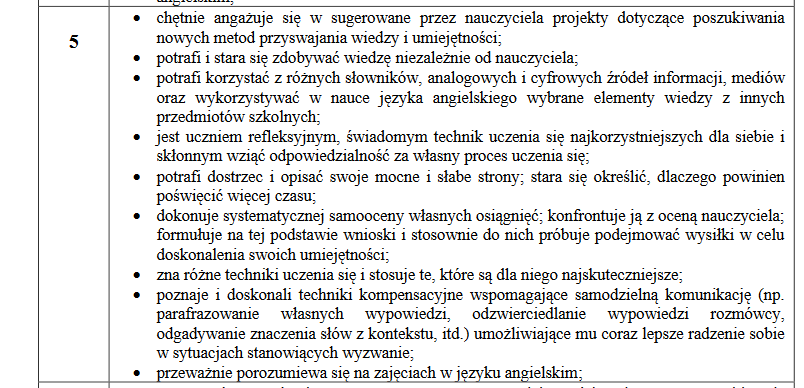 angielskim;
5
• chętnie angażuje się w sugerowane przez nauczyciela projekty dotyczące poszukiwania
nowych metod przyswajania wiedzy i umiejętności;
• potrafi i stara się zdobywać wiedzę niezależnie od nauczyciela;
• potrafi korzystać z różnych słowników, analogowych i cyfrowych źródeł informacji, mediów
oraz wykorzystywać w nauce języka angielskiego wybrane elementy wiedzy z innych
przedmiotów szkolnych;
• jest uczniem refleksyjnym, świadomym technik uczenia się najkorzystniejszych dla siebie i
skłonnym wziąć odpowiedzialność za własny proces uczenia się;
• potrafi dostrzec i opisać swoje mocne i słabe strony; stara się określić, dlaczego powinien
poświęcić więcej czasu;
• dokonuje systematycznej samooceny własnych osiągnięć; konfrontuje ją z oceną nauczyciela;
formułuje na tej podstawie wnioski i stosownie do nich próbuje podejmować wysiłki w celu
doskonalenia swoich umiejętności;
• zna różne techniki uczenia się i stosuje te, które są dla niego najskuteczniejsze;
• poznaje i doskonali techniki kompensacyjne wspomagające samodzielną komunikację (np.
parafrazowanie własnych wypowiedzi, odzwierciedlanie wypowiedzi rozmówcy,
odgadywanie znaczenia słów z kontekstu, itd.) umożliwiające mu coraz lepsze radzenie sobie
w sytuacjach stanowiących wyzwanie;
• przeważnie porozumiewa się na zajęciach w języku angielskim;